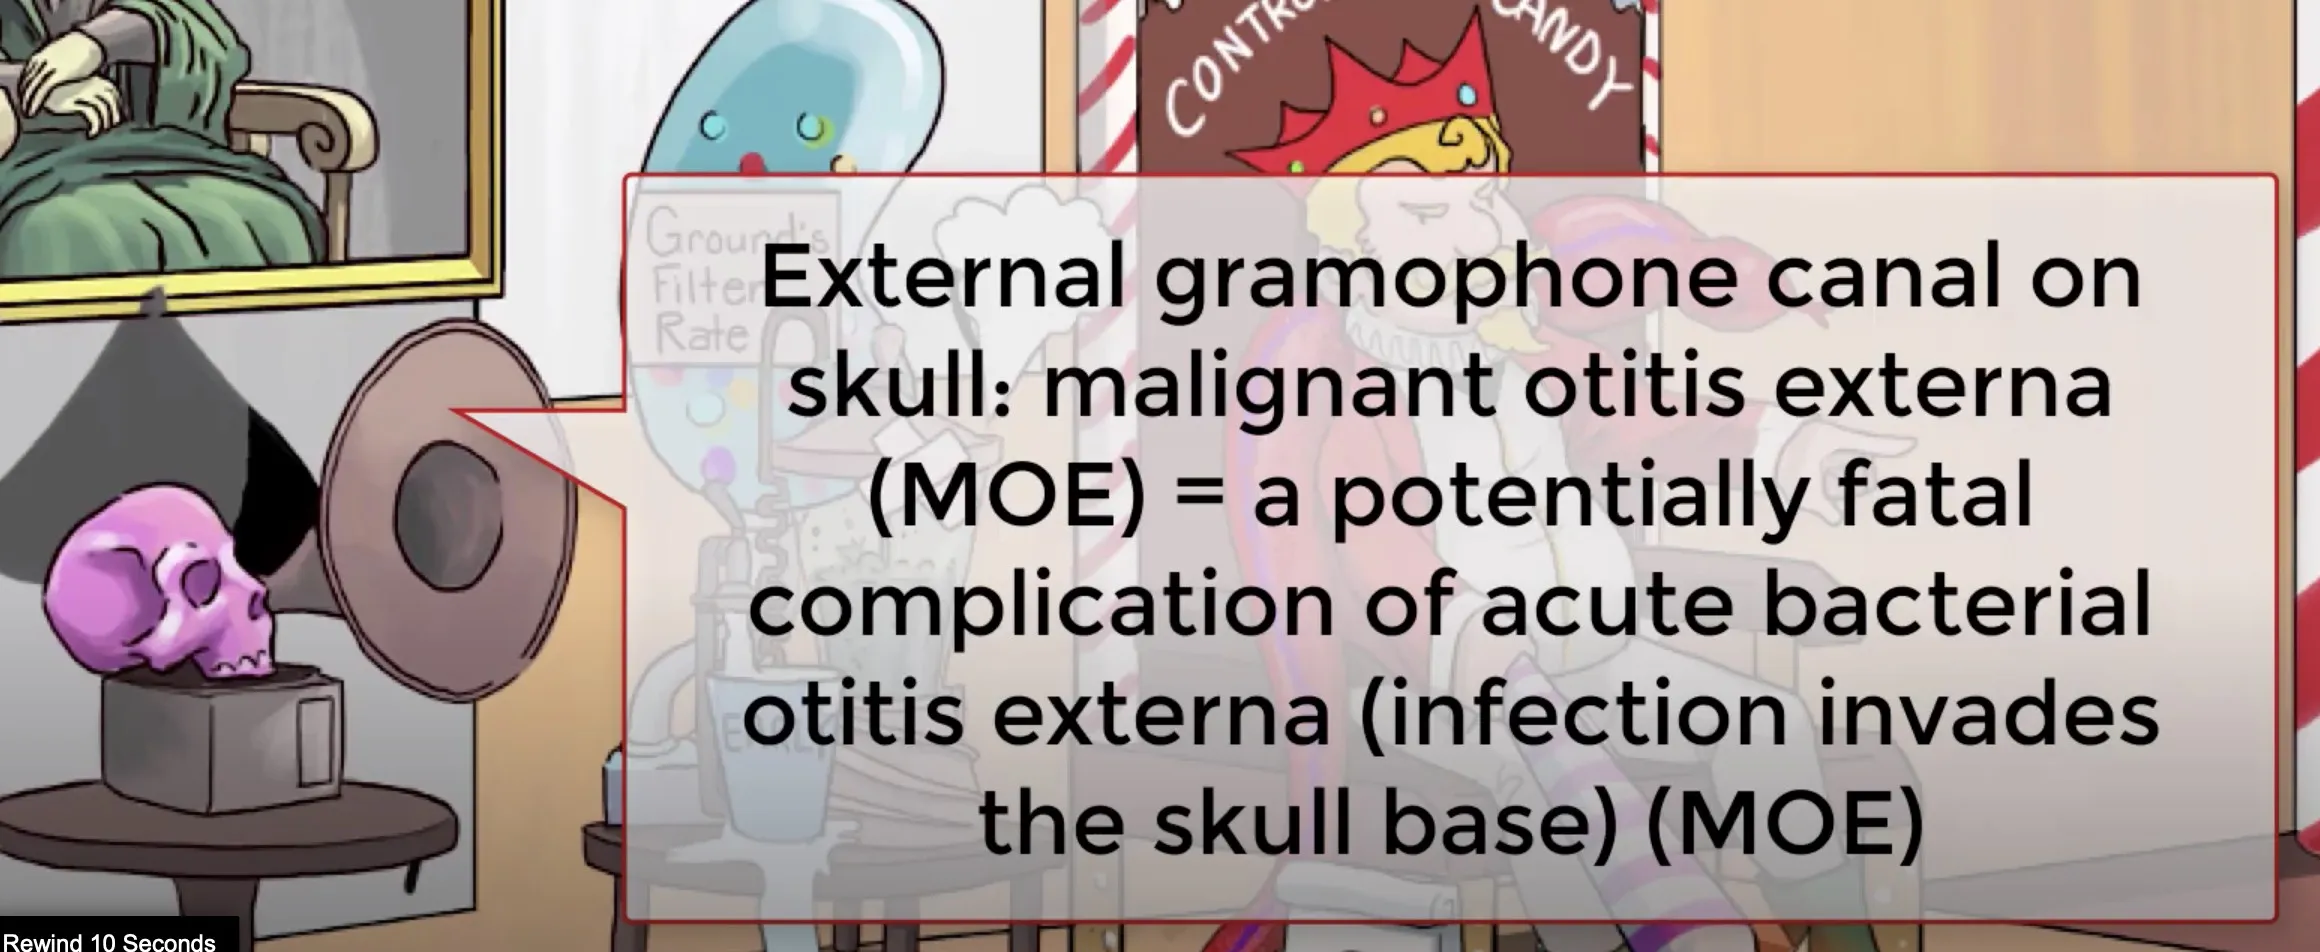 CONTRO CANDY
Ground's
Filter
Rate
External gramophone canal on
skull: malignant otitis externa
(MOE) = a potentially fatal
complication of acute bacterial
otitis externa (infection invades
the skull base) (MOE)
Rewind 10 Seconds